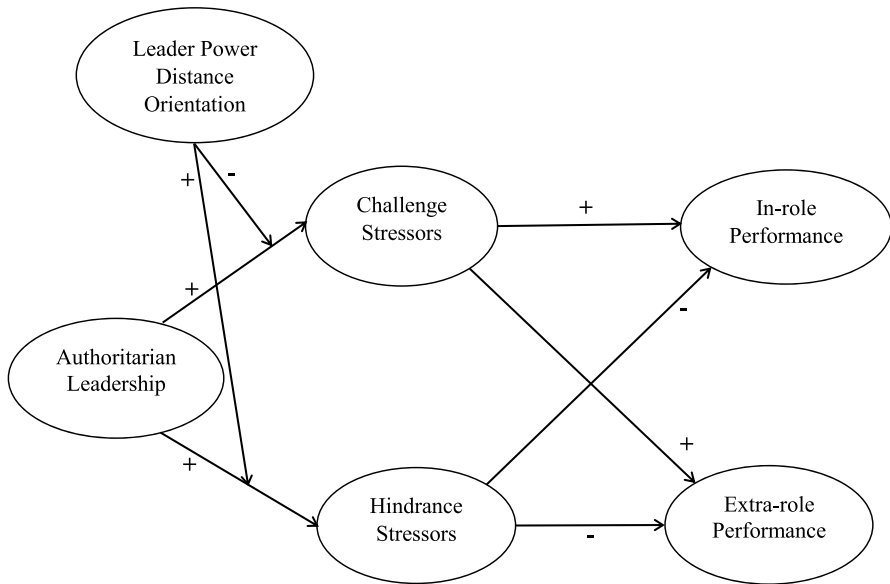 Leader Power
Distance
Orientation
+
-
Challenge
Stressors
+
In-role
Performance
+
-
Authoritarian
Leadership
+
+
Hindrance
Stressors
-
Extra-role
Performance